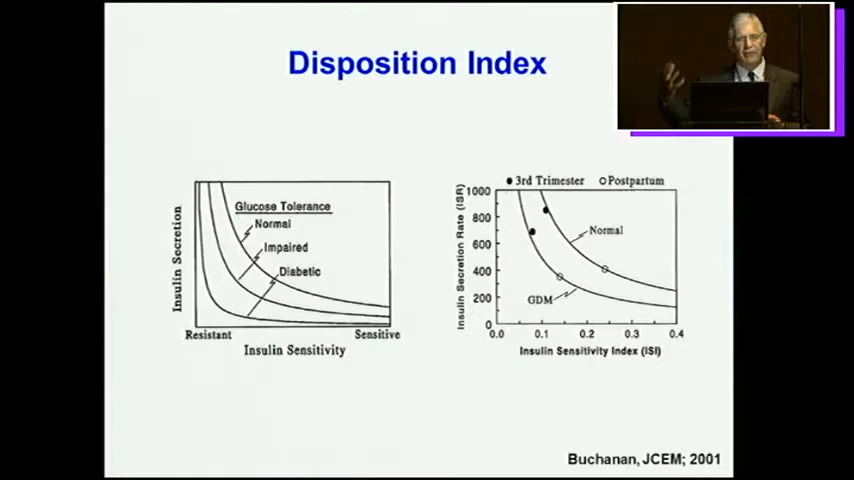 Disposition Index
Glucose Tolerance
Normal
Impaired
Diabetic
Insulin Secretion
Resistant
Sensitive
Insulin Sensitivity
3rd Trimester
Postpartum
Insulin Secretion Rate (ISR)
1000
800
600
400
200
0
Normal
GDM
0.0 0.1 0.2 0.3 0.4
Insulin Sensitivity Index (ISI)
Buchanan, JCEM; 2001